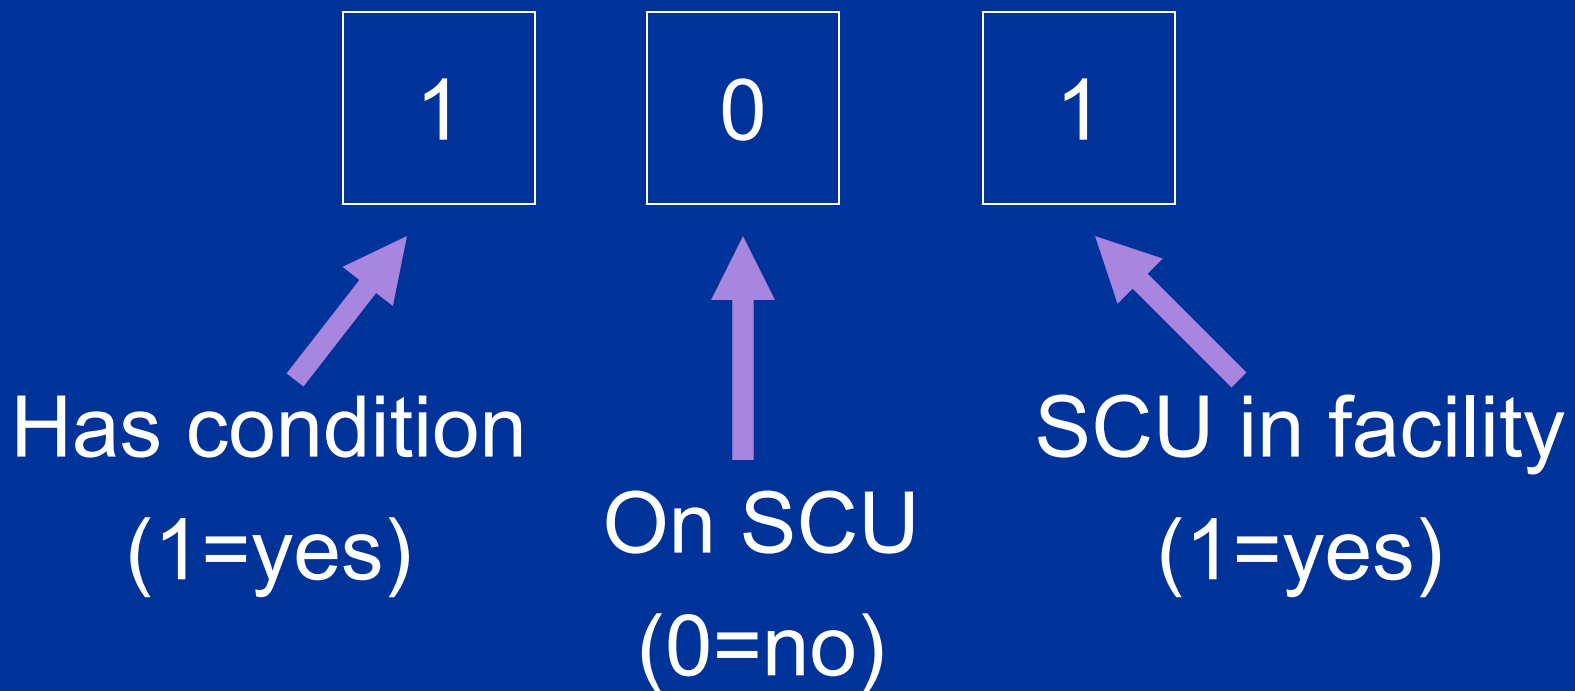 1 0 1
Has condition
(1=yes)
On SCU
(0=no)
SCU in facility
(1=yes)